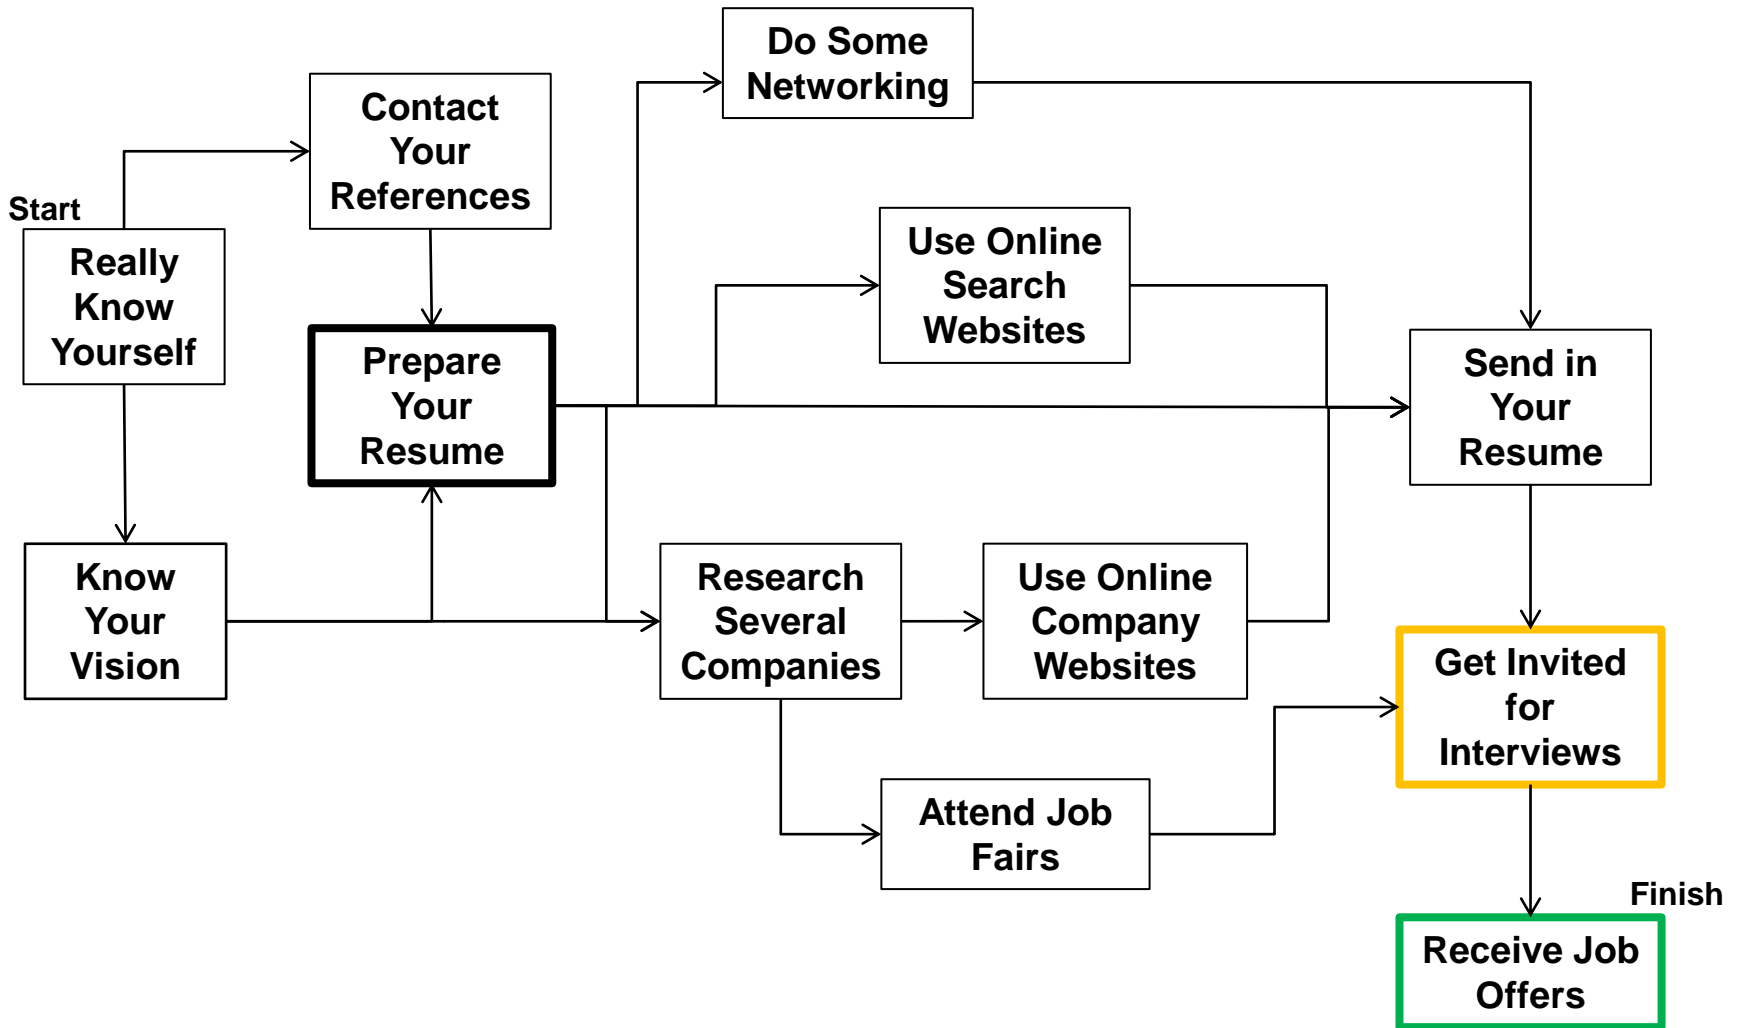 Start
Really
Know
Yourself
Contact
Your
References
Know
Your
Vision
Prepare
Your
Resume
Do Some
Networking
Use Online
Search
Websites
Research
Several
Companies
Use Online
Company
Websites
Attend Job
Fairs
Send in
Your
Resume
Get Invited
for
Interviews
Finish
Receive Job
Offers